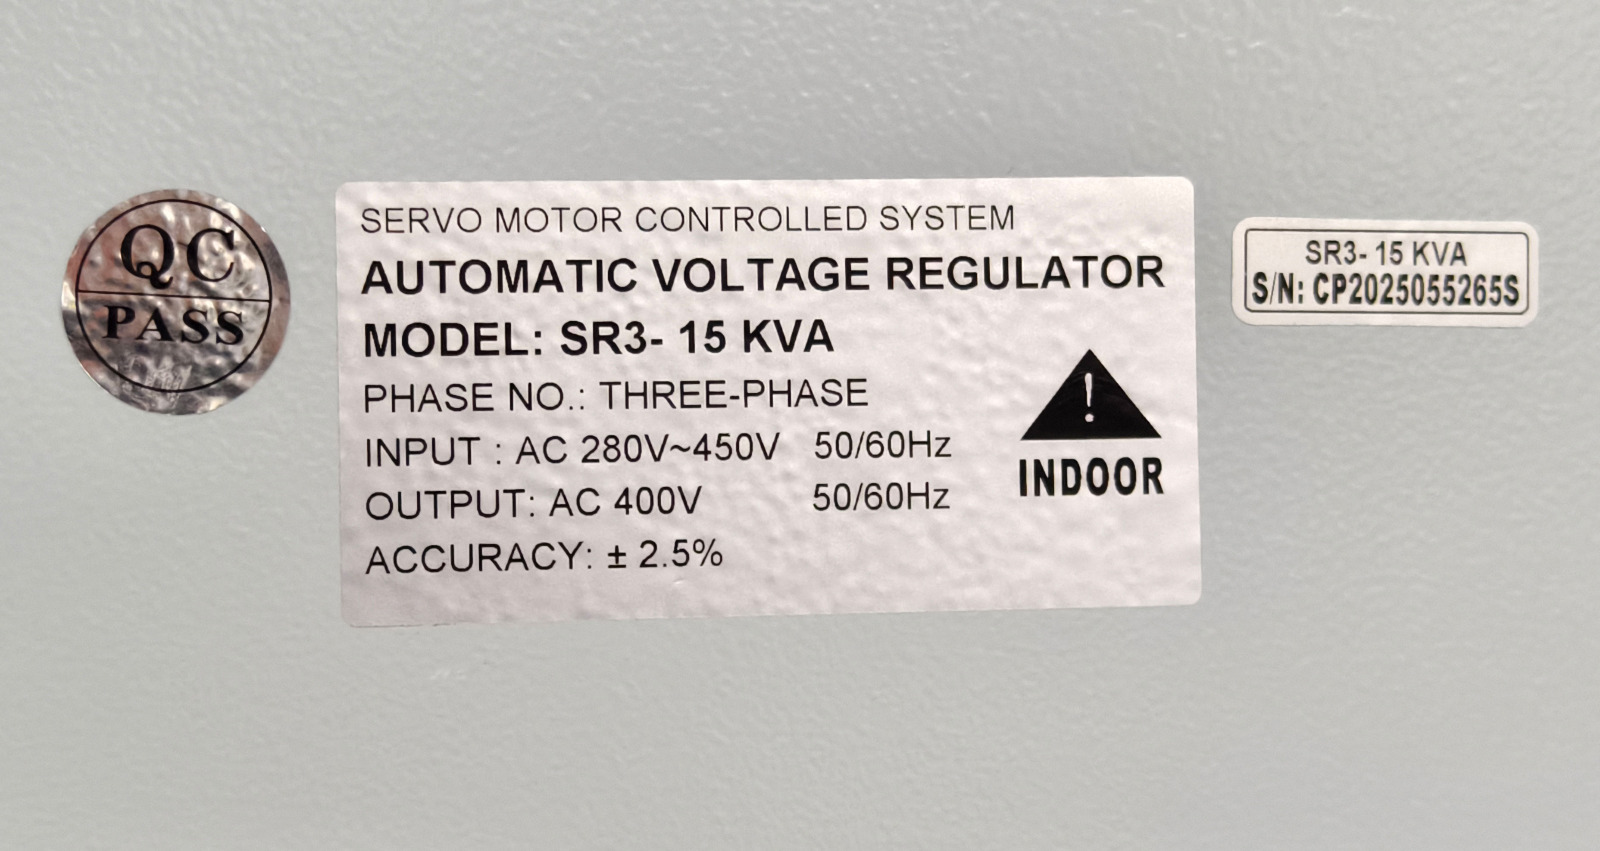 QC
PASS
SERVO MOTOR CONTROLLED SYSTEM
AUTOMATIC VOLTAGE REGULATOR
MODEL: SR3- 15 KVA
PHASE NO.: THREE-PHASE
INPUT : AC 280V~450V 50/60Hz
OUTPUT: AC 400V 50/60Hz
ACCURACY: ± 2.5%
!
INDOOR
SR3- 15 KVA
S/N: CP2025055265S